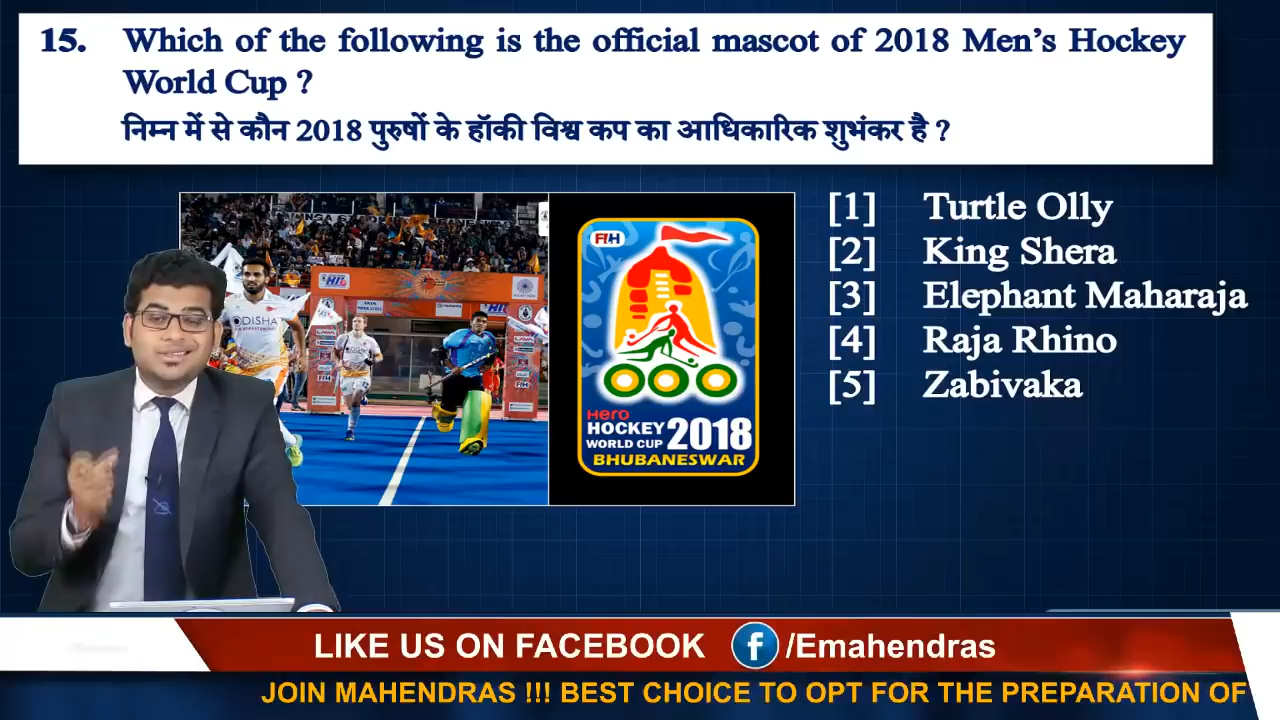 15. Which of the following is the official mascot of 2018 Men's Hockey
World Cup ?
निम्न में से कौन 2018 पुरुषों के हॉकी विश्व कप का आधिकारिक शुभंकर है ?
[1] Turtle Olly
[2] King Shera
[3] Elephant Maharaja
[4] Raja Rhino
[5] Zabivaka
ODISHA
FIH
Hero
HOCKEY
WORLD CUP 2018
BHUBANESWAR
LIKE US ON FACEBOOK f /Emahendras
JOIN MAHENDRAS !!! BEST CHOICE TO OPT FOR THE PREPARATION OF